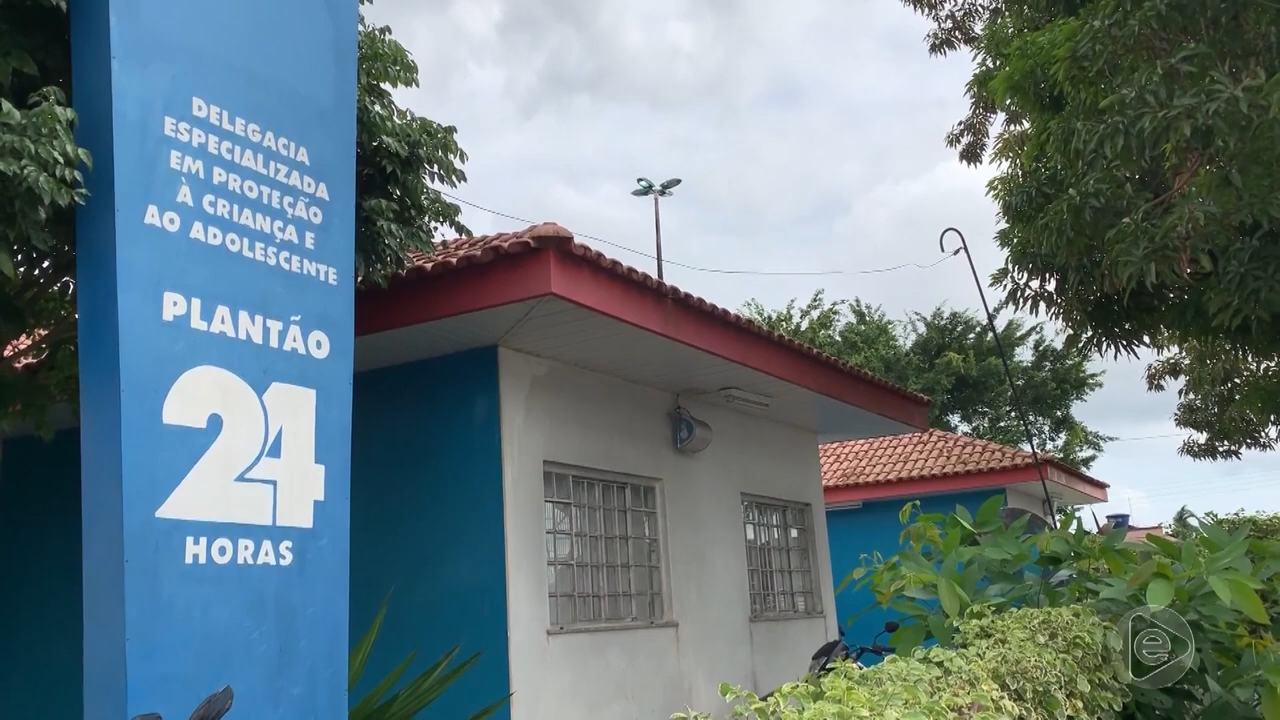 DELEGACIA
ESPECIALIZADA
EM PROTEÇÃO
À CRIANÇA E
AO ADOLESCENTE
PLANTÃO
24
HORAS
e